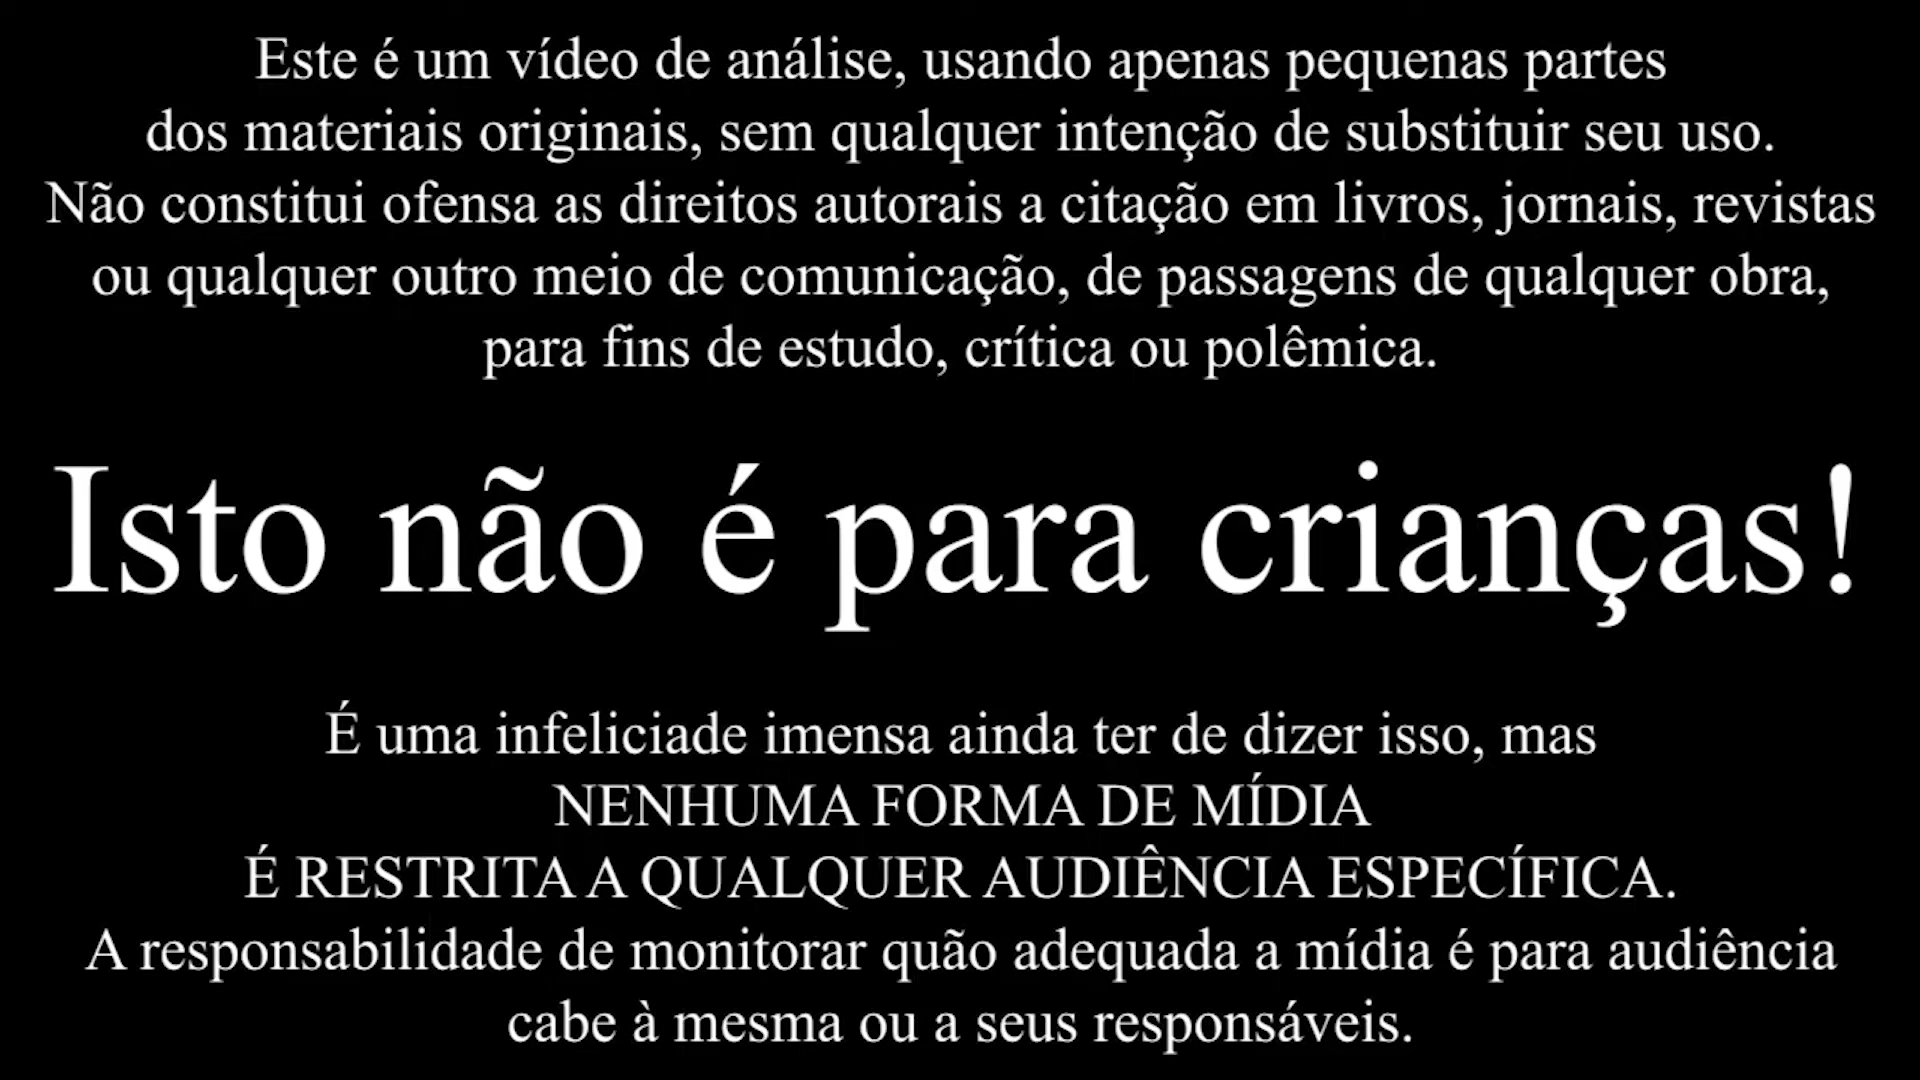 Este é um vídeo de análise, usando apenas pequenas partes
dos materiais originais, sem qualquer intenção de substituir seu uso.
Não constitui ofensa as direitos autorais a citação em livros, jornais, revistas
ou qualquer outro meio de comunicação, de passagens de qualquer obra,
para fins de estudo, crítica ou polêmica.
Isto não é para crianças!
É uma infeliciade imensa ainda ter de dizer isso, mas
NENHUMA FORMA DE MÍDIA
É RESTRITA A QUALQUER AUDIÊNCIA ESPECÍFICA.
A responsabilidade de monitorar quão adequada a mídia é para audiência
cabe à mesma ou a seus responsáveis.